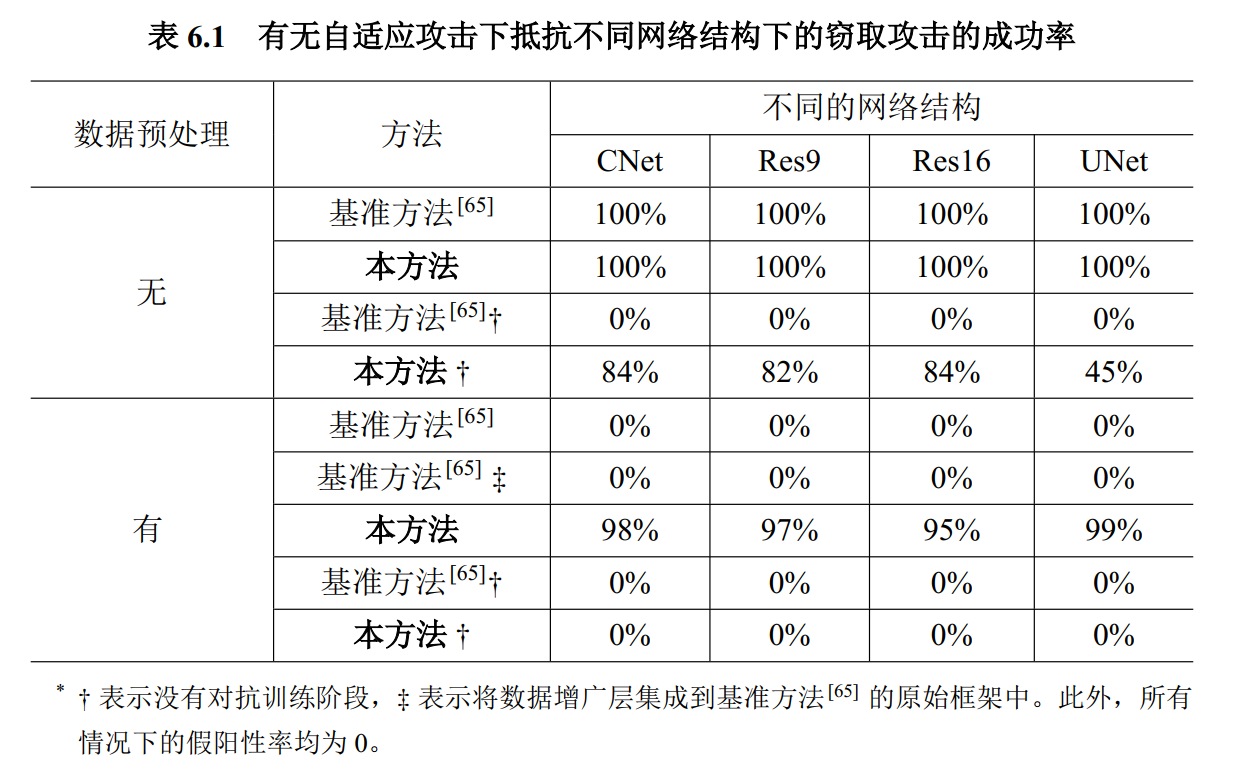 表 6.1 有无自适应攻击下抵抗不同网络结构下的窃取攻击的成功率
数据预处理 方法 不同的网络结构
CNet Res9 Res16 UNet
无
基准方法[65] 100% 100% 100% 100%
本方法 100% 100% 100% 100%
基准方法[65]† 0% 0% 0% 0%
本方法 † 84% 82% 84% 45%
有
基准方法[65] 0% 0% 0% 0%
基准方法[65] ‡ 0% 0% 0% 0%
本方法 98% 97% 95% 99%
基准方法[65]† 0% 0% 0% 0%
本方法 † 0% 0% 0% 0%
* † 表示没有对抗训练阶段，‡ 表示将数据增广层集成到基准方法[65] 的原始框架中。此外，所有
情况下的假阳性率均为 0。